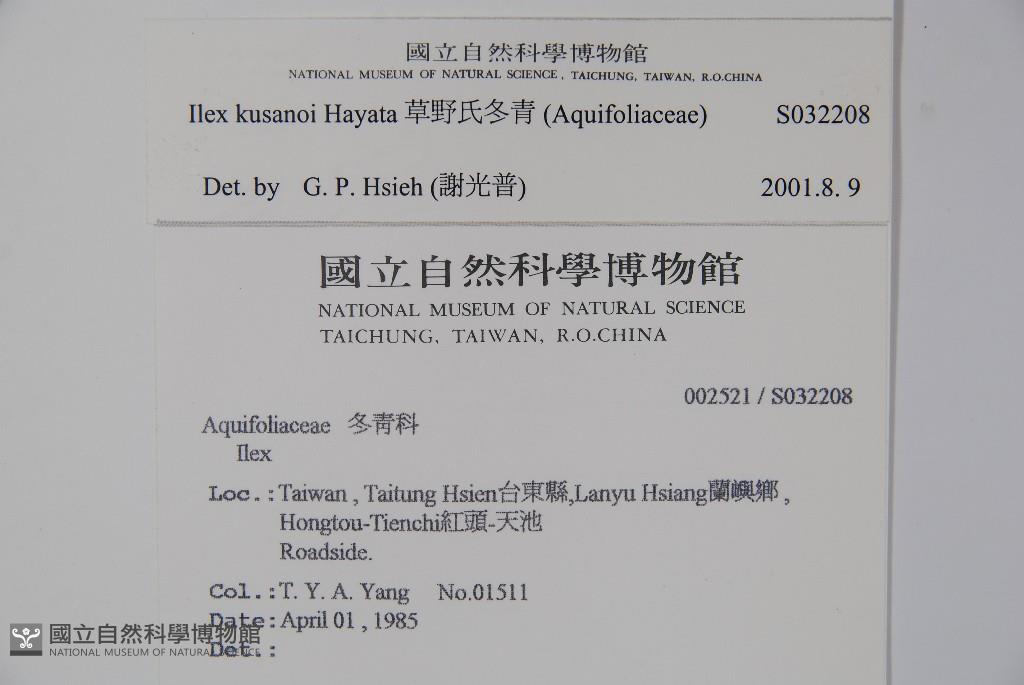 國立自然科學博物館
NATIONAL MUSEUM OF NATURAL SCIENCE, TAICHUNG, TAIWAN, R.O.CHINA
Ilex kusanoi Hayata 草野氏冬青 (Aquifoliaceae) S032208
Det. by G. P. Hsieh (謝光普) 2001.8. 9
國立自然科學博物館
NATIONAL MUSEUM OF NATURAL SCIENCE
TAICHUNG, TAIWAN, R.O.CHINA
002521 / S032208
Aquifoliaceae 冬青科
Ilex
Loc.:Taiwan , Taitung Hsien台東縣,Lanyu Hsiang蘭嶼鄉 ,
Hongtou-Tienchi紅頭-天池
Roadside.
Col.:T. Y. A. Yang No.01511
Date:April 01 , 1985
Det.:
國立自然科學博物館
NATIONAL MUSEUM OF NATURAL SCIENCE